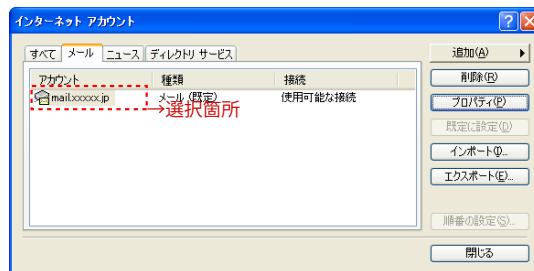 インターネット アカウント
すべて メール ニュース ディレクトリ サービス
アカウント 種類 接続
mail.xxxxx.jp メール (既定) 使用可能な接続
→選択箇所
追加(A)
削除(R)
プロパティ(P)
既定に設定(D)
インポート(I)...
エクスポート(E)...
順番の設定(S)...
閉じる